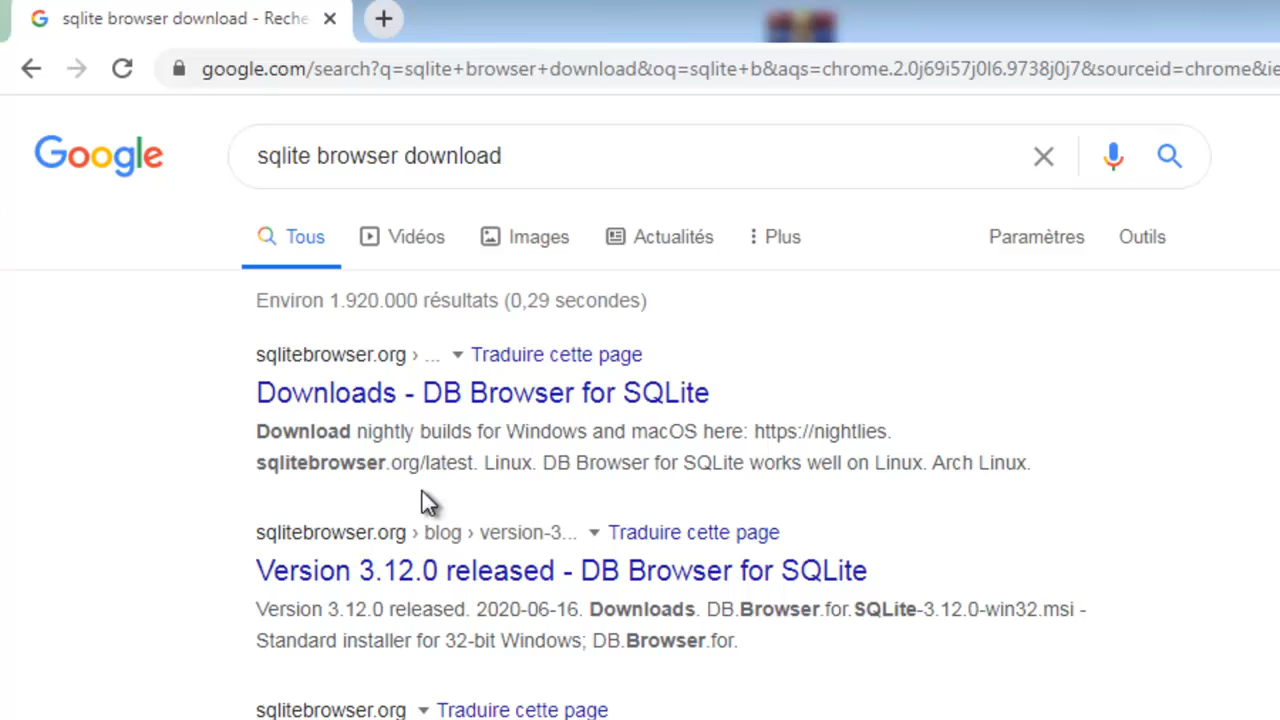 sqlite browser download - Reche
google.com/search?q=sqlite+browser+download&oq=sqlite+b&aqs=chrome.2.0j69i57j0l6.9738j0j7&sourceid=chrome&ie
Google
sqlite browser download
Tous Vidéos Images Actualités Plus Paramètres Outils
Environ 1.920.000 résultats (0,29 secondes)
sqlitebrowser.org › ... Traduire cette page
Downloads - DB Browser for SQLite
Download nightly builds for Windows and macOS here: https://nightlies.
sqlitebrowser.org/latest. Linux. DB Browser for SQLite works well on Linux. Arch Linux.
sqlitebrowser.org › blog › version-3... Traduire cette page
Version 3.12.0 released - DB Browser for SQLite
Version 3.12.0 released. 2020-06-16. Downloads. DB.Browser.for.SQLite-3.12.0-win32.msi -
Standard installer for 32-bit Windows; DB.Browser.for.
sqlitebrowser.org Traduire cette page